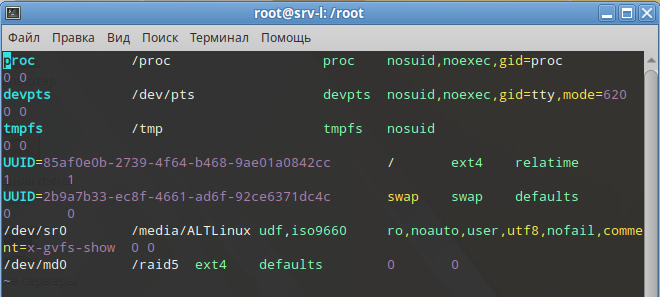 root@srv-l: /root
Файл Правка Вид Поиск Терминал Помощь
proc /proc proc nosuid,noexec,gid=proc
0 0
devpts /dev/pts devpts nosuid,noexec,gid=tty,mode=620
0 0
tmpfs /tmp tmpfs nosuid
0 0
UUID=85af0e0b-2739-4f64-b468-9ae01a0842cc / ext4 relatime
1 1
UUID=2b9a7b33-ec8f-4661-ad6f-92ce6371dc4c swap swap defaults
0 0
/dev/sr0 /media/ALTLinux udf,iso9660 ro,noauto,user,utf8,nofail,comme
nt=x-gvfs-show 0 0
/dev/md0 /raid5 ext4 defaults 0 0
~